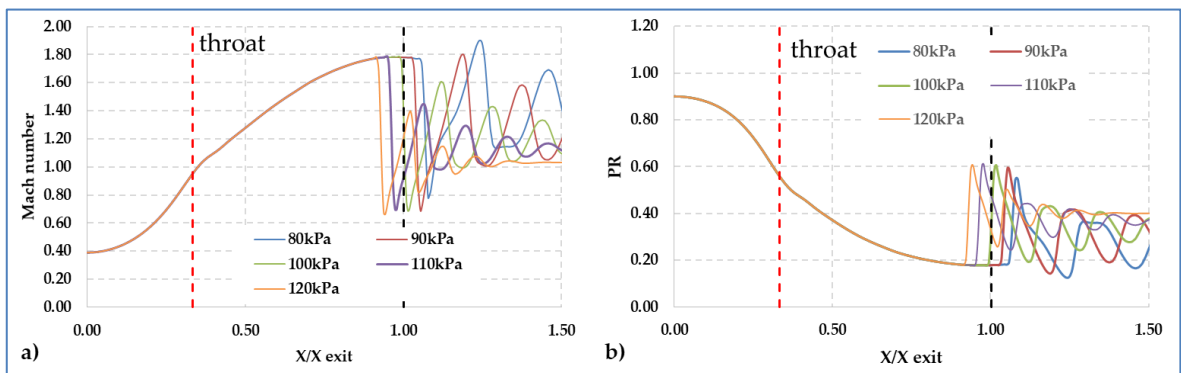 throat
2.00
1.80
1.60
1.40
1.20
1.00
0.80
0.60
0.40
0.20
0.00
Mach number
80kPa 90kPa
100kPa 110kPa
120kPa
0.00 0.50 1.00 1.50
X/X exit
a)
throat
1.20
1.00
0.80
0.60
0.40
0.20
0.00
PR
80kPa 90kPa
100kPa 110kPa
120kPa
0.00 0.50 1.00 1.50
X/X exit
b)